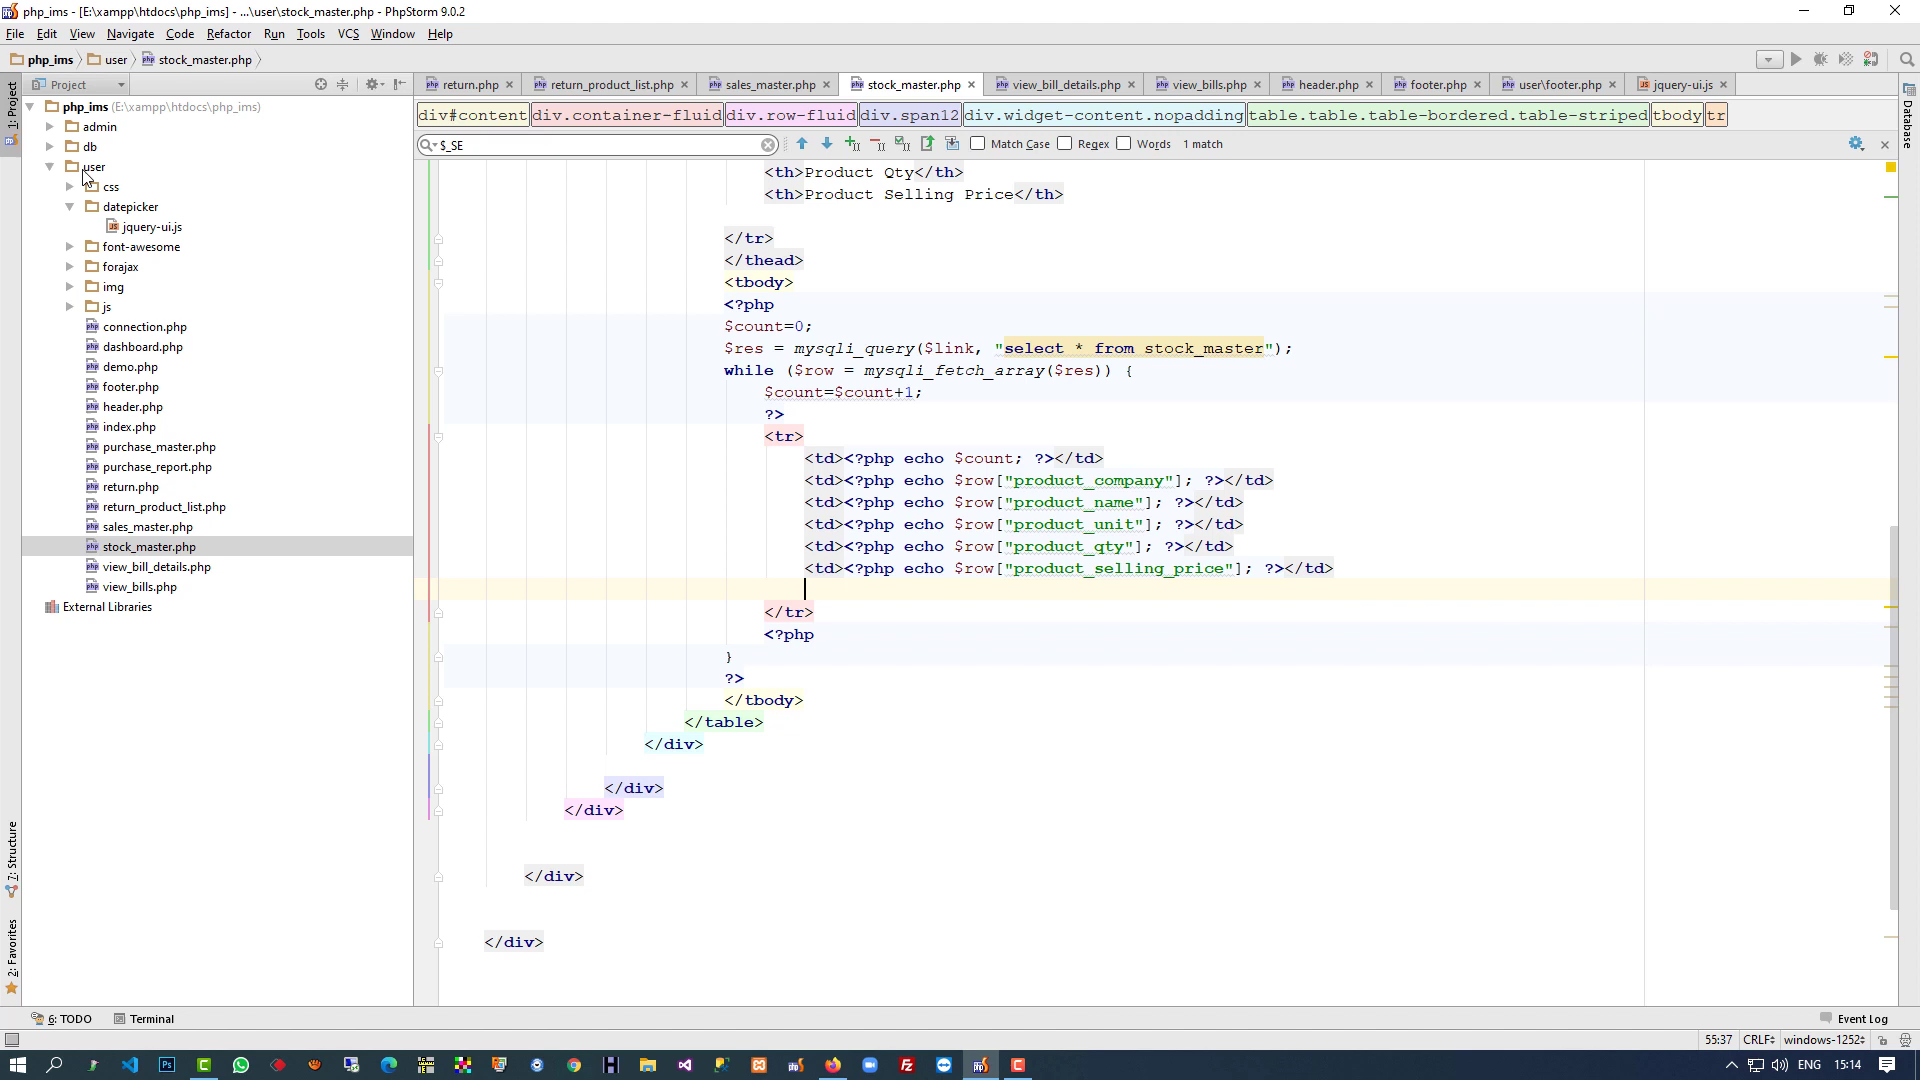 php_ims - [E:\xampp\htdocs\php_ims] - ...\user\stock_master.php - PhpStorm 9.0.2
File Edit View Navigate Code Refactor Run Tools VCS Window Help
php_ims user stock_master.php
Project
return.php return_product_list.php sales_master.php stock_master.php view_bill_details.php view_bills.php header.php footer.php user\footer.php jquery-ui.js
div#content div.container-fluid div.row-fluid div.span12 div.widget-content.nopadding table.table.table-bordered.table-striped tbody tr
$_SE Match Case Regex Words 1 match
1: Project
7: Structure
2: Favorites
Database
php_ims (E:\xampp\htdocs\php_ims)
admin
db
user
css
datepicker
jquery-ui.js
font-awesome
forajax
img
js
connection.php
dashboard.php
demo.php
footer.php
header.php
index.php
purchase_master.php
purchase_report.php
return.php
return_product_list.php
sales_master.php
stock_master.php
view_bill_details.php
view_bills.php
External Libraries
<th>Product Qty</th>
<th>Product Selling Price</th>
</tr>
</thead>
<tbody>
<?php
$count=0;
$res = mysqli_query($link, "select * from stock_master");
while ($row = mysqli_fetch_array($res)) {
$count=$count+1;
?>
<tr>
<td><?php echo $count; ?></td>
<td><?php echo $row["product_company"]; ?></td>
<td><?php echo $row["product_name"]; ?></td>
<td><?php echo $row["product_unit"]; ?></td>
<td><?php echo $row["product_qty"]; ?></td>
<td><?php echo $row["product_selling_price"]; ?></td>
</tr>
<?php
}
?>
</tbody>
</table>
</div>
</div>
</div>
</div>
</div>
6: TODO Terminal Event Log
55:37 CRLF windows-1252
ENG 15:14